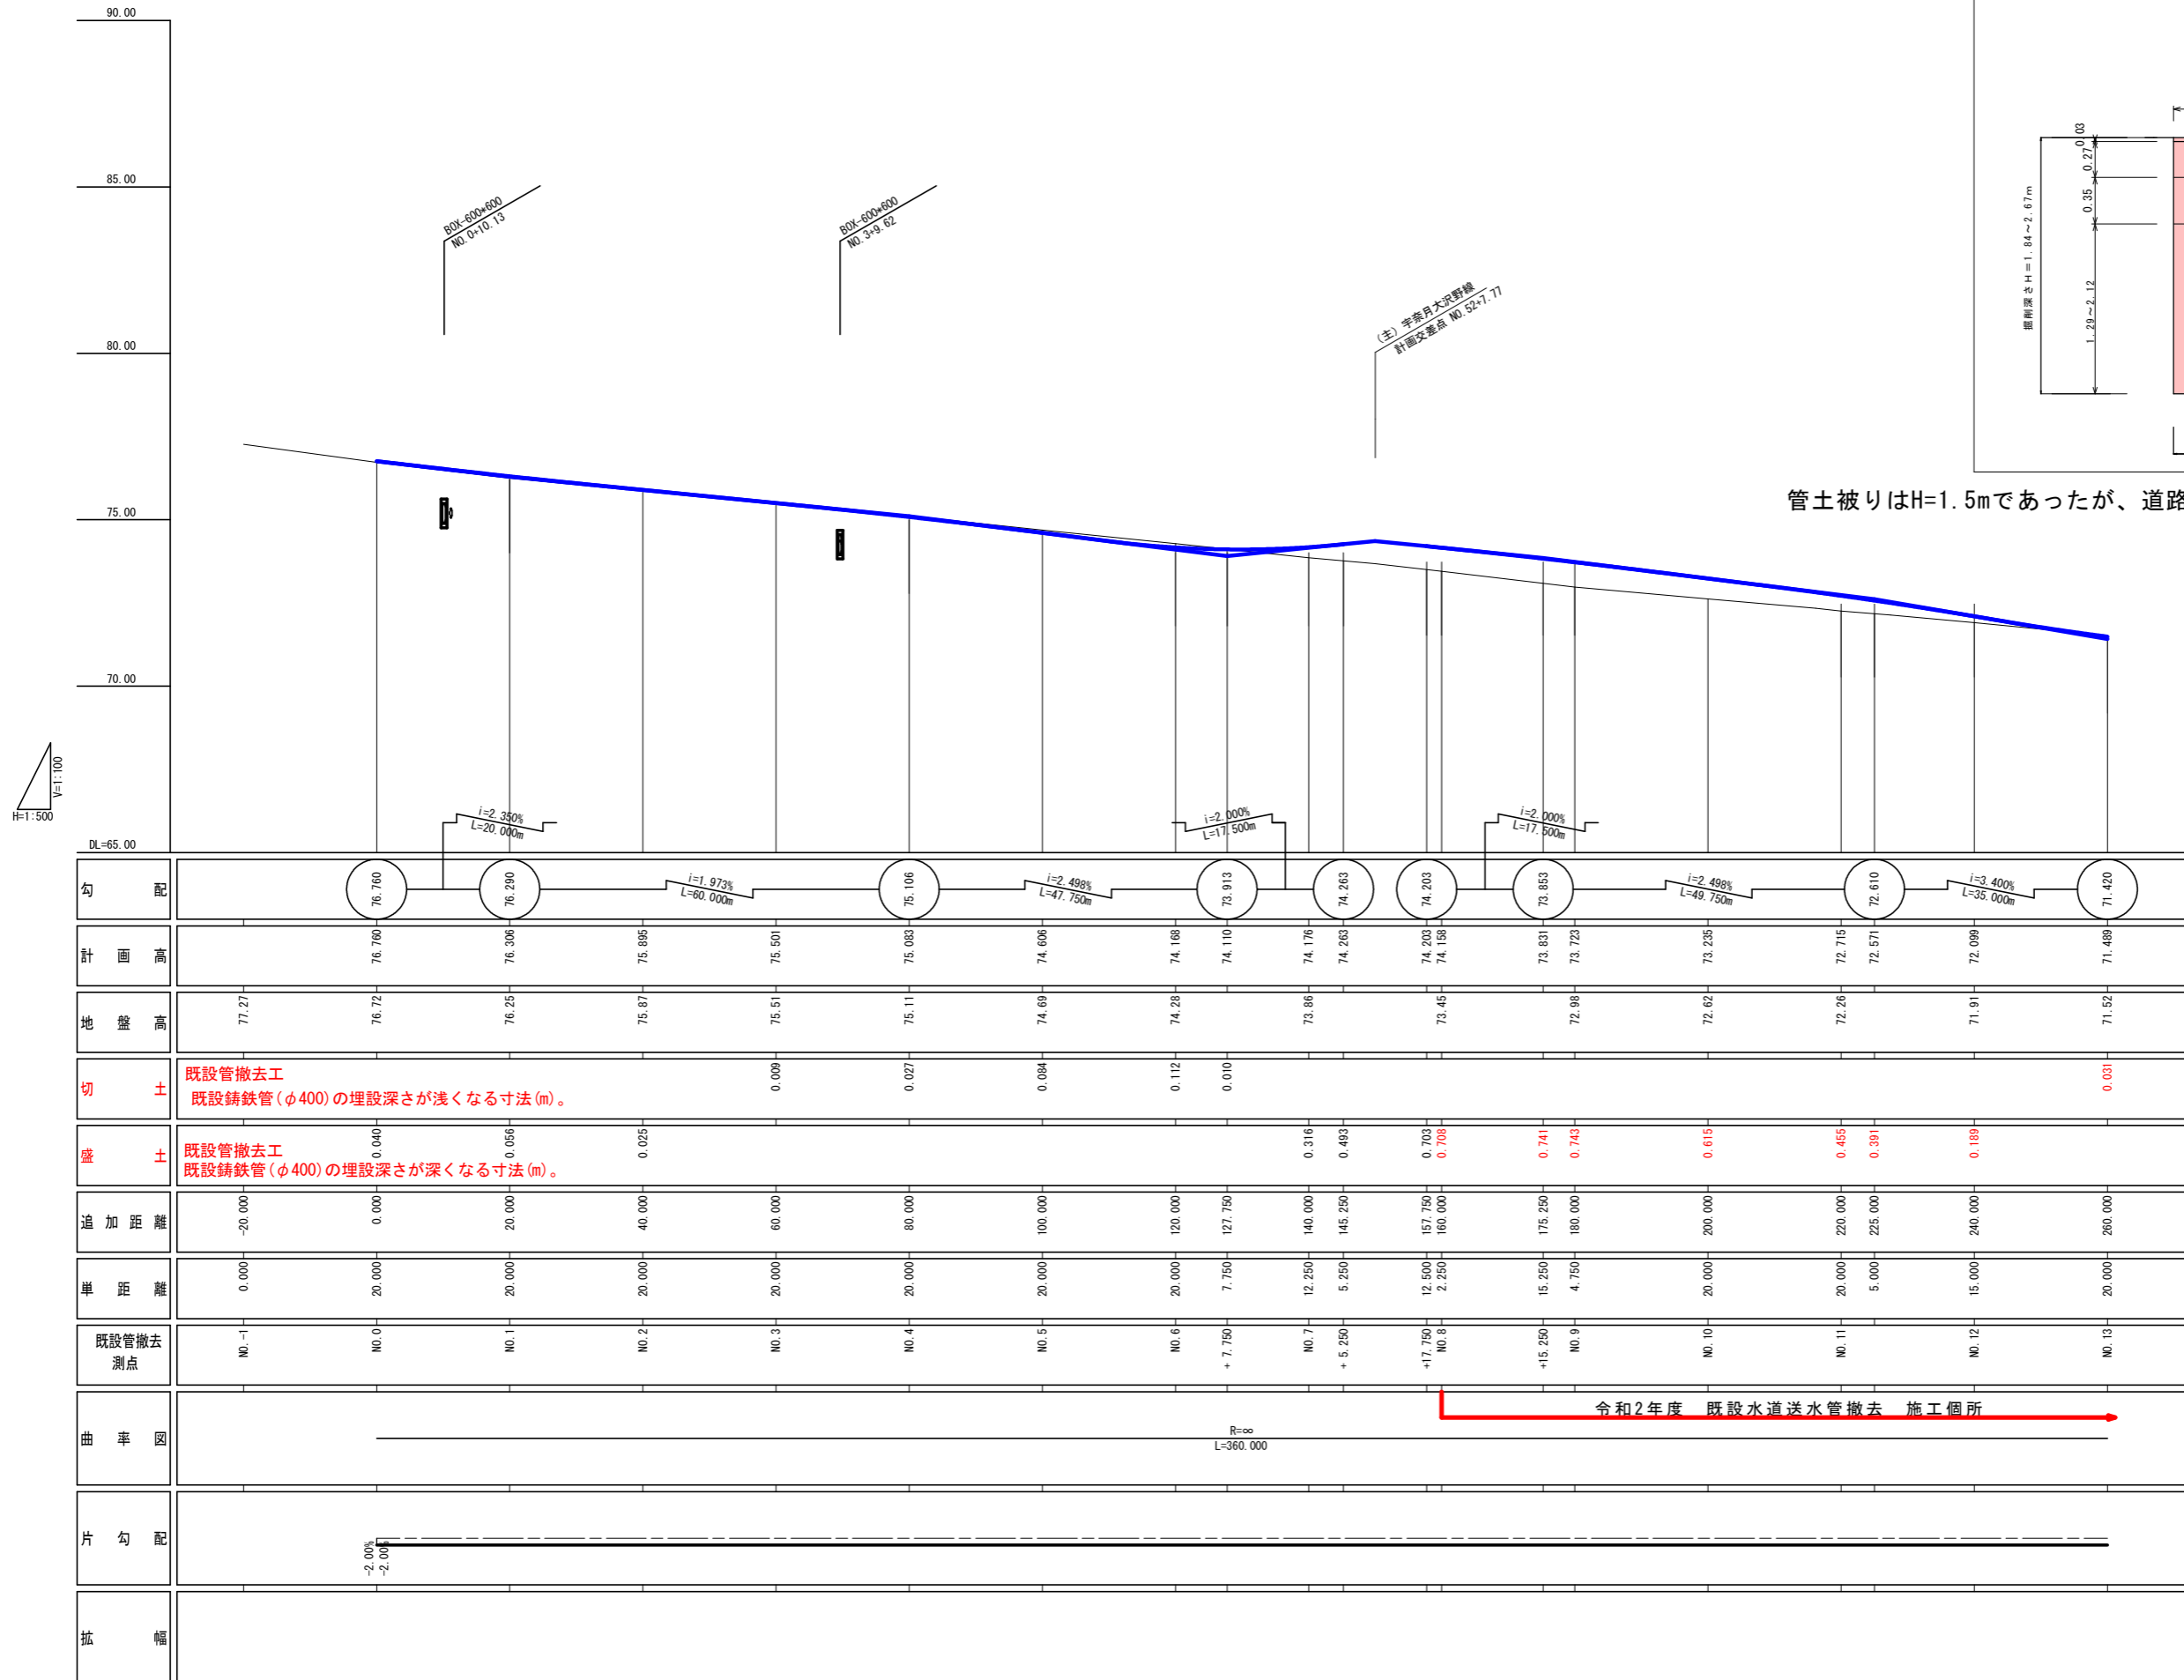 90.00
85.00
80.00
75.00
70.00
DL=65.00
V=1:100
H=1:500
BOX-600*600
NO.0+10.13
BOX-600*600
NO.3+9.62
(主) 宇奈月大沢野線
計画交差点 NO.52+7.77
掘削深さH=1.84~2.67m
0.03
0.27
0.35
1.29~2.12
管土被りはH=1.5mであったが、道路
i=2.350%
L=20.000m
i=2.000%
L=17.500m
i=2.000%
L=17.500m
勾配
76.760
76.290
i=1.973%
L=60.000m
75.106
i=2.498%
L=47.750m
73.913
74.263
74.203
73.853
i=2.498%
L=49.750m
72.610
i=3.400%
L=35.000m
71.420
計画高
76.760 76.306 75.895 75.501 75.083 74.606 74.168 74.110 74.176 74.263 74.203 74.158 73.831 73.723 73.235 72.715 72.571 72.099 71.489
地盤高
77.27 76.72 76.25 75.87 75.51 75.11 74.69 74.28 73.86 73.45 72.98 72.62 72.26 71.91 71.52
切土
既設管撤去工
既設鋳鉄管(φ400)の埋設深さが浅くなる寸法(m)。
0.009 0.027 0.084 0.112 0.010 0.031
盛土
既設管撤去工
既設鋳鉄管(φ400)の埋設深さが深くなる寸法(m)。
0.040 0.056 0.025 0.316 0.493 0.703 0.708 0.741 0.743 0.615 0.455 0.391 0.189
追加距離
-20.000 0.000 20.000 40.000 60.000 80.000 100.000 120.000 127.750 140.000 145.250 157.750 160.000 175.250 180.000 200.000 220.000 225.000 240.000 260.000
単距離
0.000 20.000 20.000 20.000 20.000 20.000 20.000 20.000 7.750 12.250 5.250 12.500 2.250 15.250 4.750 20.000 20.000 5.000 15.000 20.000
既設管撤去
測点
NO.-1 NO.0 NO.1 NO.2 NO.3 NO.4 NO.5 NO.6 + 7.750 NO.7 + 5.250 +17.750 NO.8 +15.250 NO.9 NO.10 NO.11 NO.12 NO.13
令和2年度 既設水道送水管撤去 施工個所
曲率図
R=∞
L=360.000
片勾配
-2.00%
-2.00%
拡幅